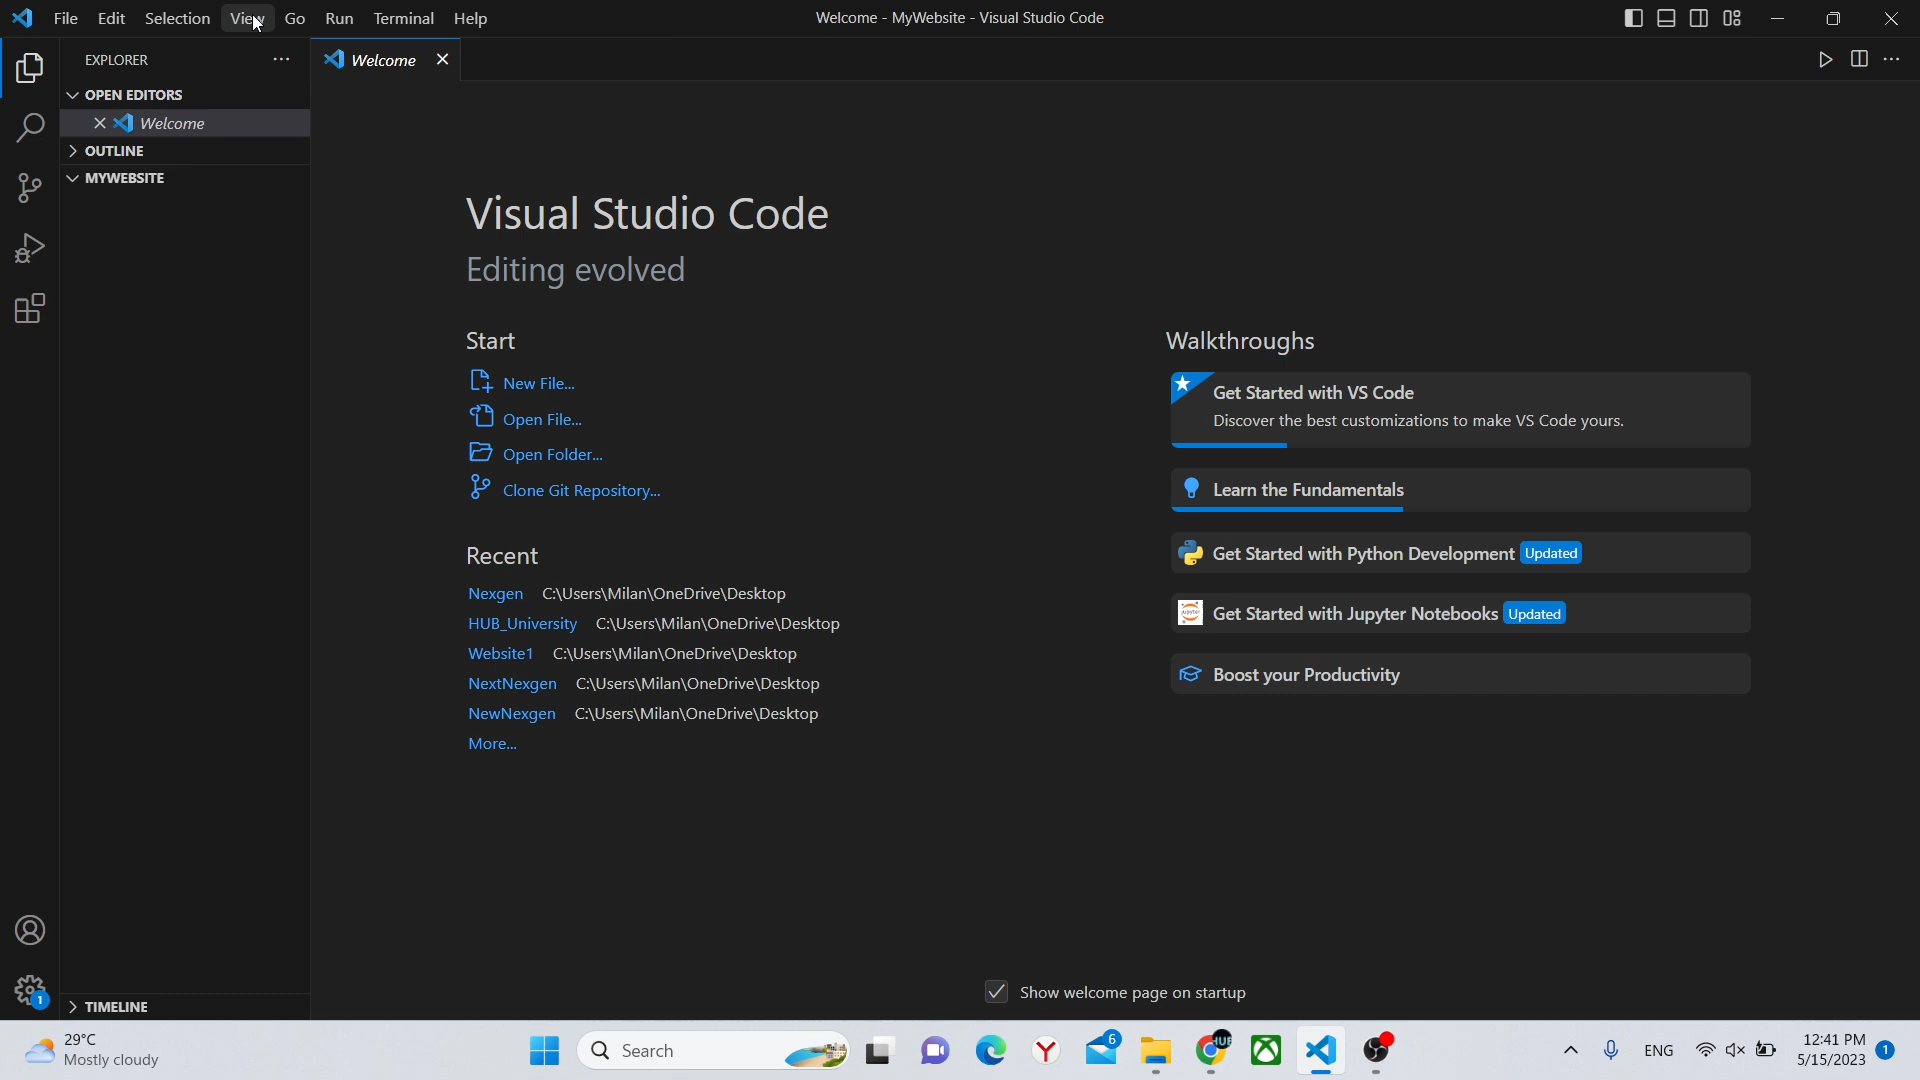 File Edit Selection View Go Run Terminal Help
Welcome - MyWebsite - Visual Studio Code
EXPLORER
Welcome
OPEN EDITORS
Welcome
OUTLINE
MYWEBSITE
Visual Studio Code
Editing evolved
Start
New File...
Open File...
Open Folder...
Clone Git Repository...
Recent
Nexgen C:\Users\Milan\OneDrive\Desktop
HUB_University C:\Users\Milan\OneDrive\Desktop
Website1 C:\Users\Milan\OneDrive\Desktop
NextNexgen C:\Users\Milan\OneDrive\Desktop
NewNexgen C:\Users\Milan\OneDrive\Desktop
More...
Walkthroughs
Get Started with VS Code
Discover the best customizations to make VS Code yours.
Learn the Fundamentals
Get Started with Python Development Updated
Get Started with Jupyter Notebooks Updated
Boost your Productivity
Show welcome page on startup
1
TIMELINE
29°C
Mostly cloudy
Search
6
HUB
ENG
12:41 PM
5/15/2023
1